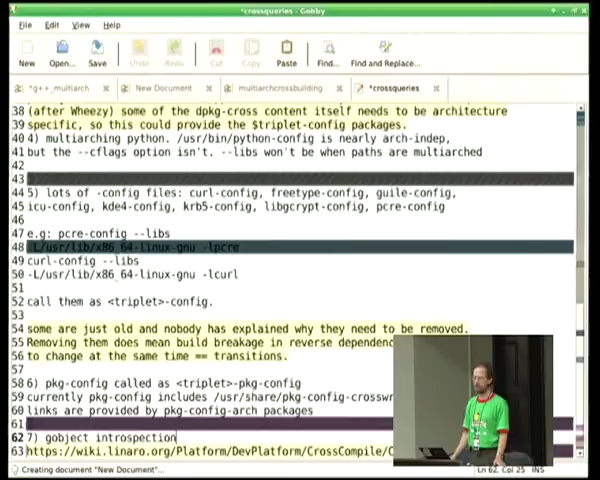 *crossqueries - Gobby
File Edit View Help
New Open... Save Undo Redo Cut Copy Paste Find... Find and Replace...
*g++_multiarch New Document multiarchcrossbuilding *crossqueries
38 (after Wheezy) some of the dpkg-cross content itself needs to be architecture
39 specific, so this could provide the $triplet-config packages.
40 4) multiarching python. /usr/bin/python-config is nearly arch-indep,
41 but the --cflags option isn't. --libs won't be when paths are multiarched
42
43
44 5) lots of -config files: curl-config, freetype-config, guile-config,
45 icu-config, kde4-config, krb5-config, libgcrypt-config, pcre-config
46
47 e.g: pcre-config --libs
48 -L/usr/lib/x86_64-linux-gnu -lpcre
49 curl-config --libs
50 -L/usr/lib/x86_64-linux-gnu -lcurl
51
52 call them as <triplet>-config.
53
54 some are just old and nobody has explained why they need to be removed.
55 Removing them does mean build breakage in reverse dependenc
56 to change at the same time == transitions.
57
58 6) pkg-config called as <triplet>-pkg-config
59 currently pkg-config includes /usr/share/pkg-config-crosswr
60 links are provided by pkg-config-arch packages
61
62 7) gobject introspection
63 https://wiki.linaro.org/Platform/DevPlatform/CrossCompile/C
Creating document "New Document"...
Ln 62, Col 25 INS